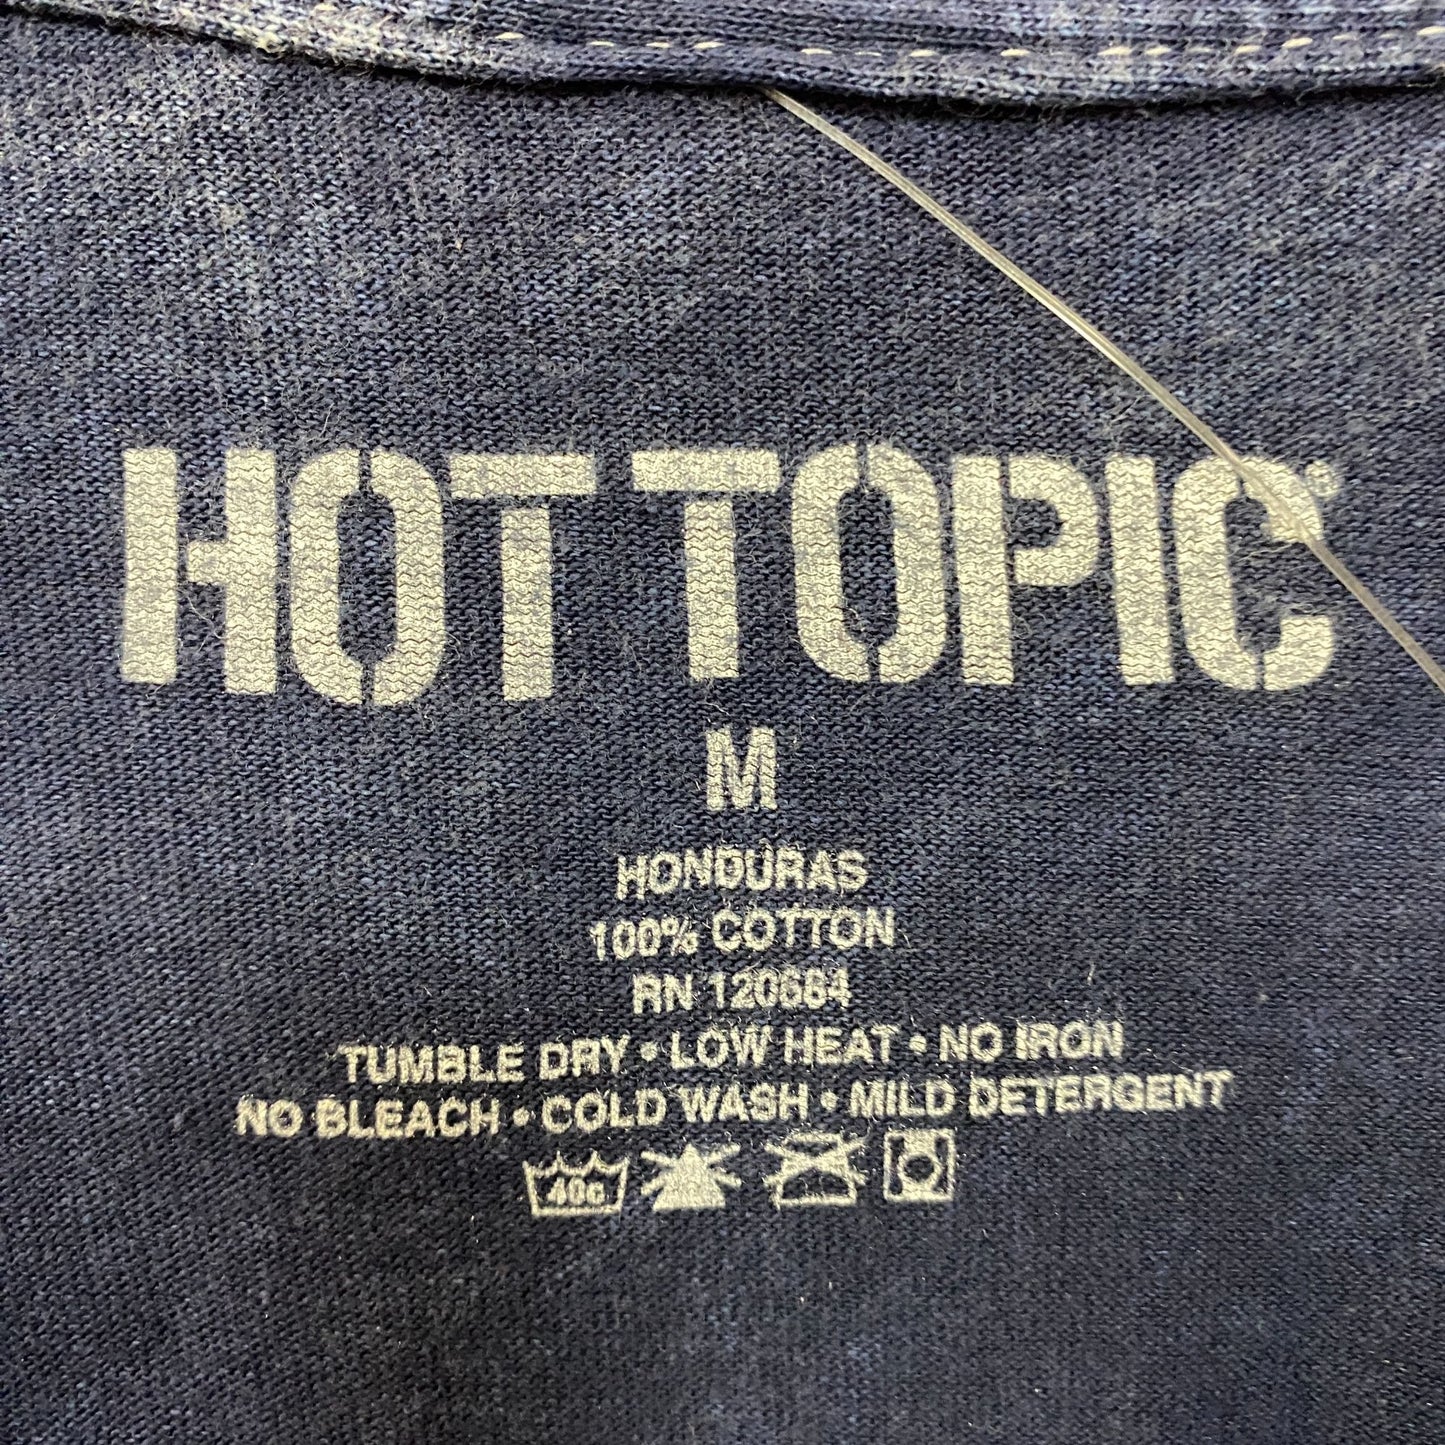 HOT TOPIC®
M
HONDURAS
100% COTTON
RN 120684
TUMBLE DRY • LOW HEAT • NO IRON
NO BLEACH • COLD WASH • MILD DETERGENT
40c